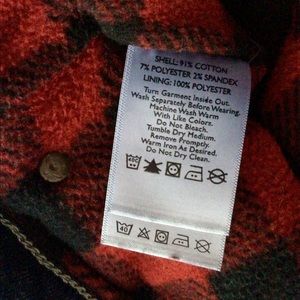 SHELL: 91% COTTON
7% POLYESTER 2% SPANDEX
LINING: 100% POLYESTER
Turn Garment Inside Out.
Wash Separately Before Wearing.
Machine Wash Warm
With Like Colors.
Do Not Bleach.
Tumble Dry Medium.
Remove Promptly.
Warm Iron As Desired.
Do Not Dry Clean.
40